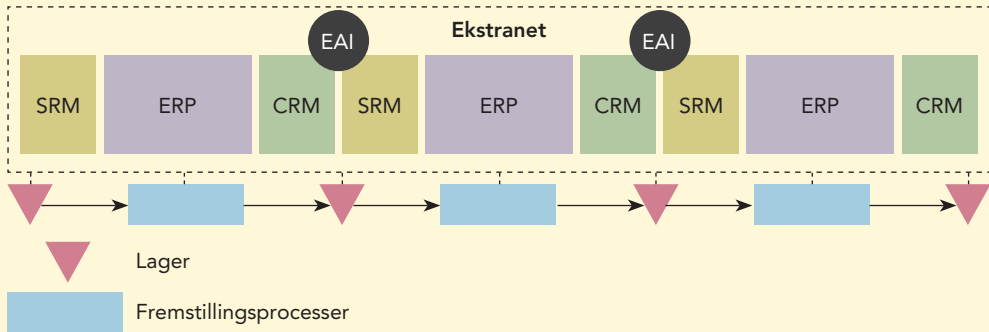 Ekstranet
EAI EAI
SRM ERP CRM SRM ERP CRM SRM ERP CRM
Lager
Fremstillingsprocesser